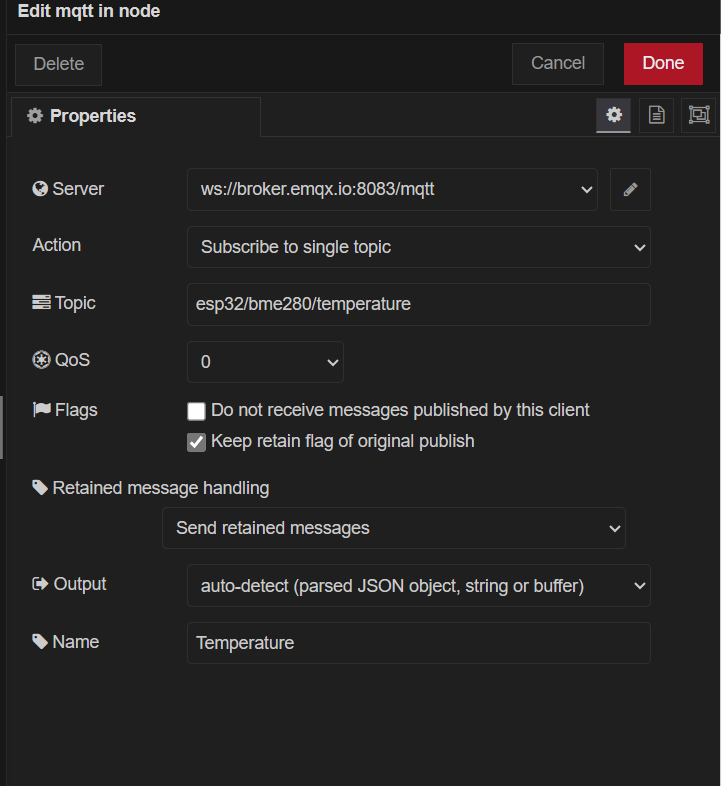 Edit mqtt in node
Delete
Cancel
Done
Properties
Server
ws://broker.emqx.io:8083/mqtt
Action
Subscribe to single topic
Topic
esp32/bme280/temperature
QoS
0
Flags
Do not receive messages published by this client
Keep retain flag of original publish
Retained message handling
Send retained messages
Output
auto-detect (parsed JSON object, string or buffer)
Name
Temperature